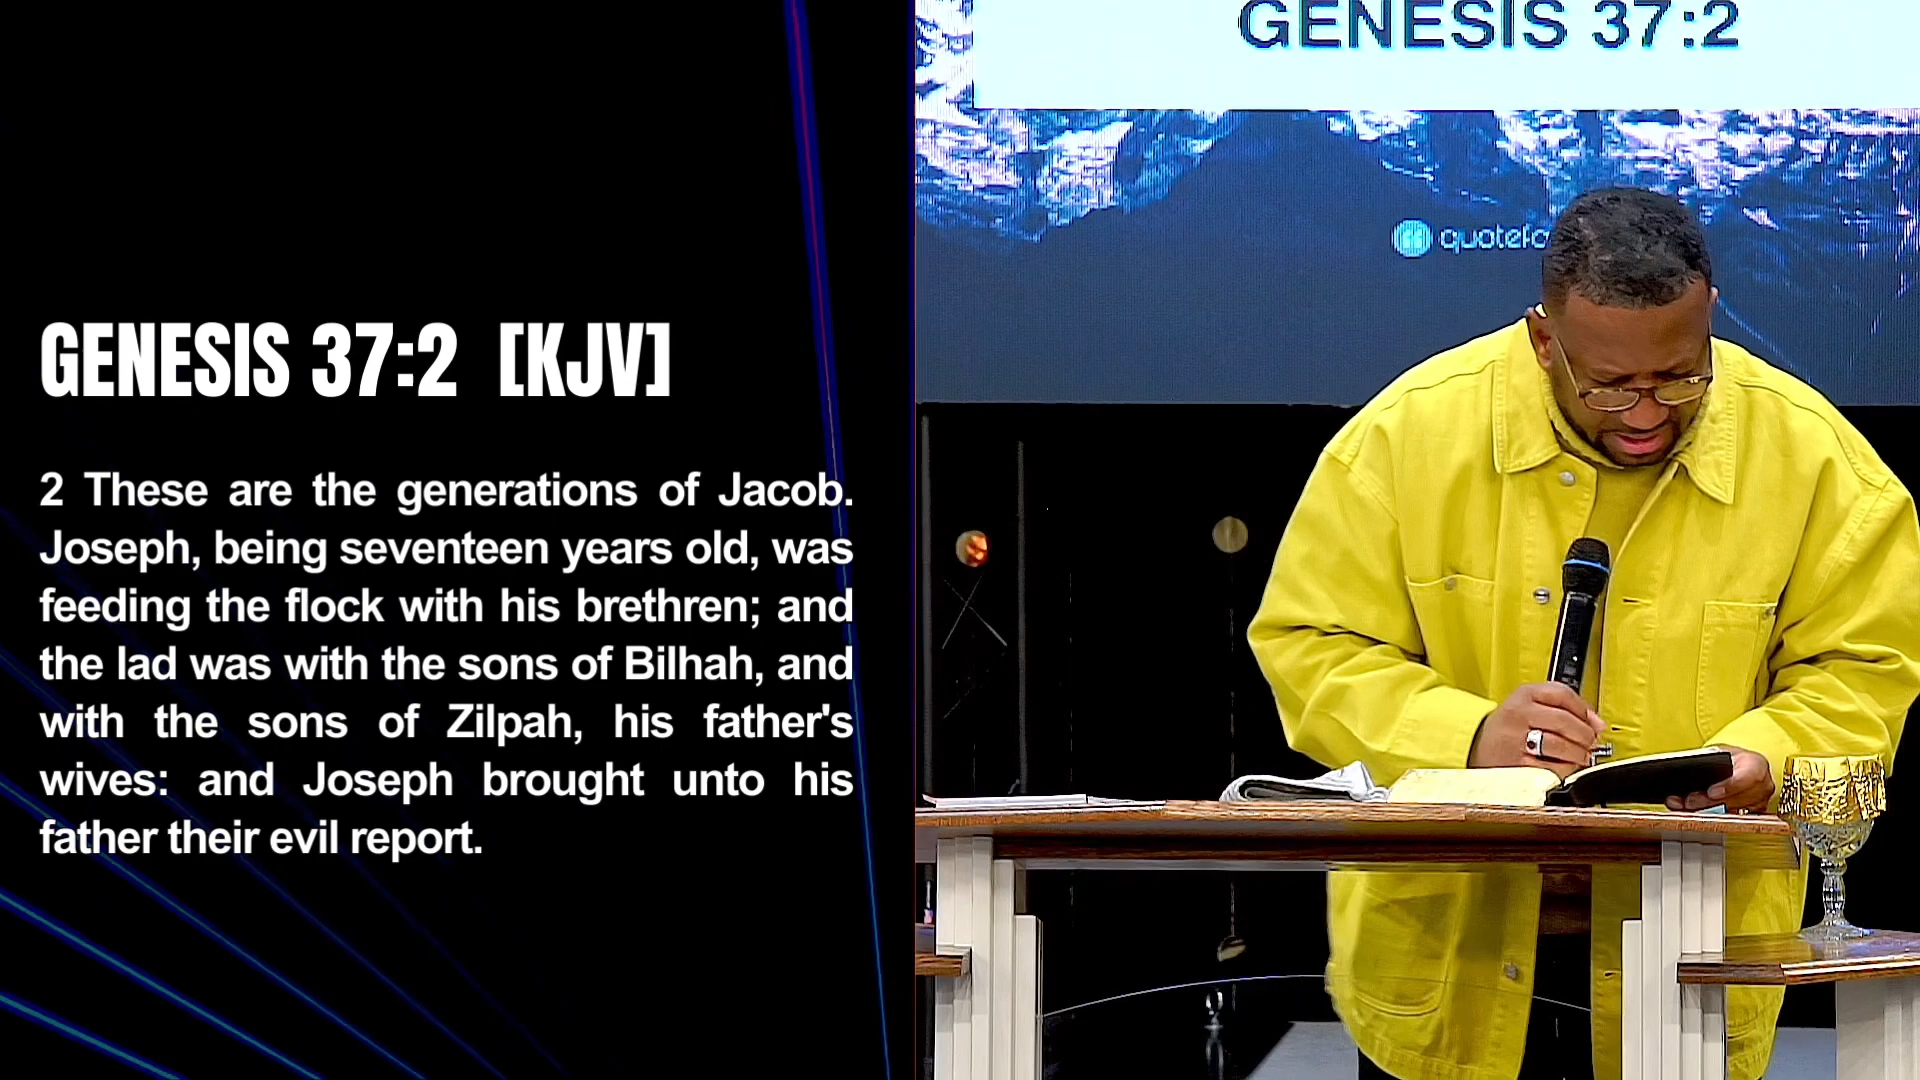 GENESIS 37:2 [KJV]
2 These are the generations of Jacob.
Joseph, being seventeen years old, was
feeding the flock with his brethren; and
the lad was with the sons of Bilhah, and
with the sons of Zilpah, his father's
wives: and Joseph brought unto his
father their evil report.
GENESIS 37:2